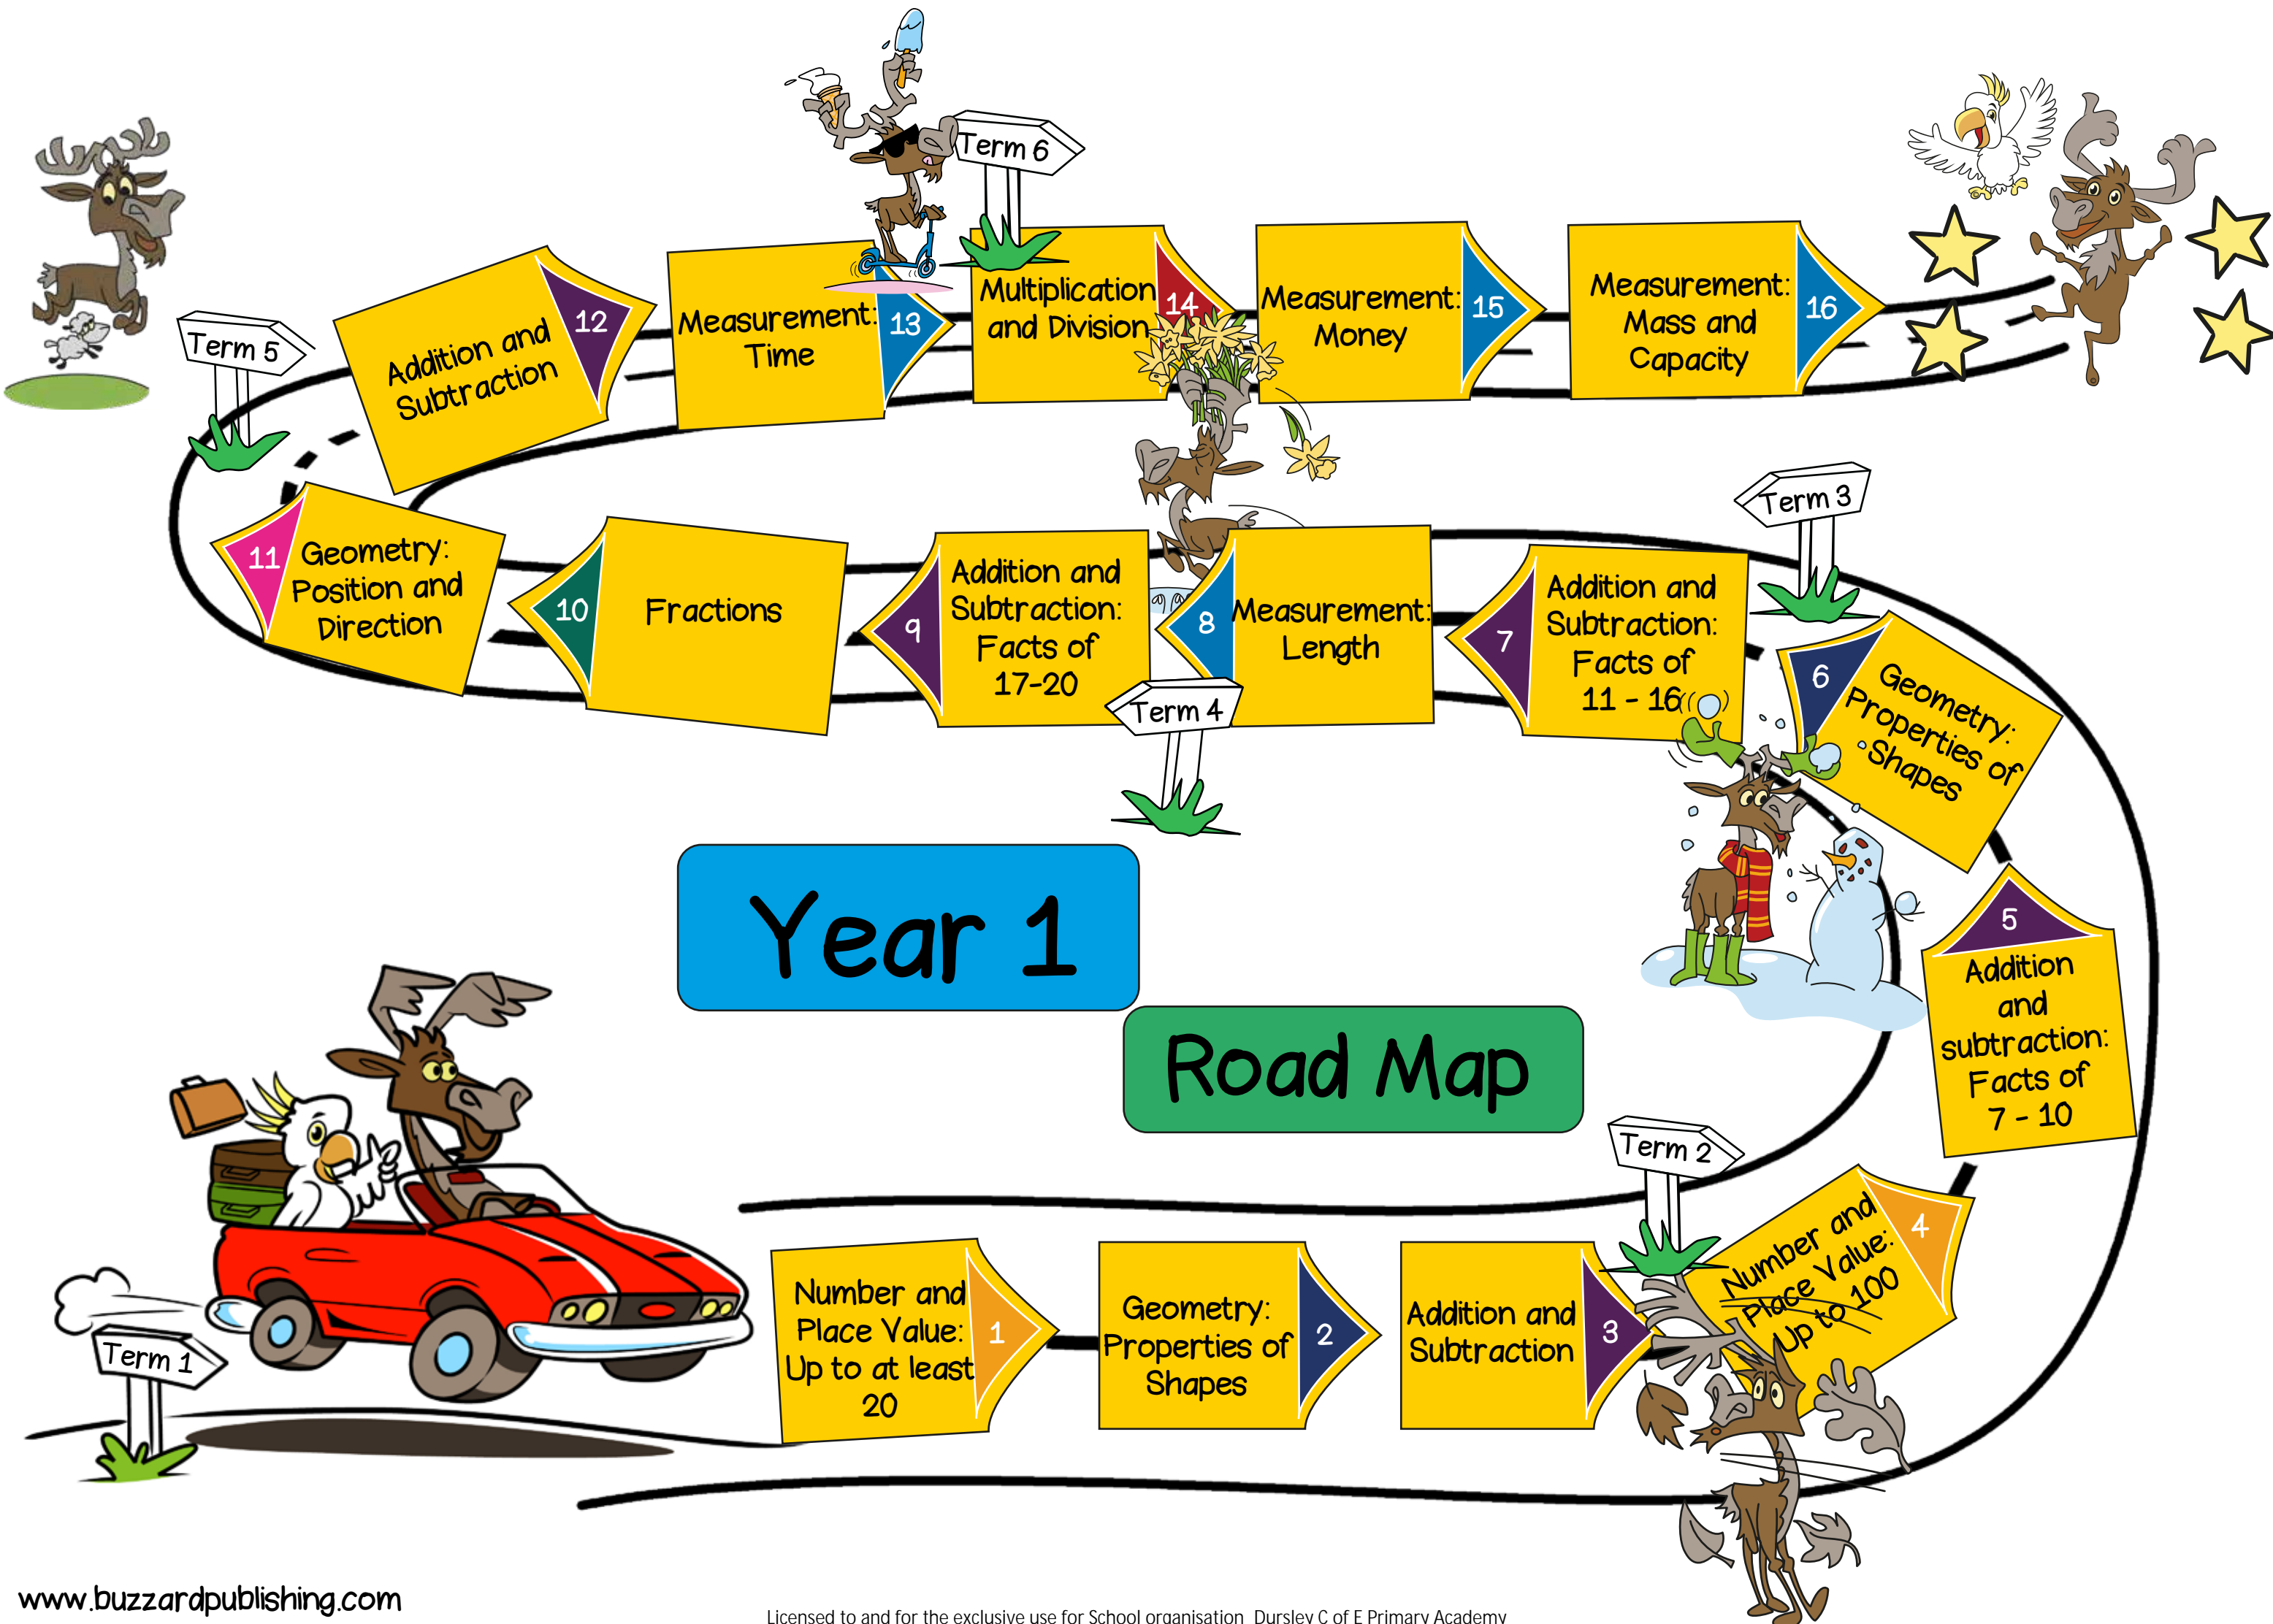 Term 1
Number and
Place Value:
Up to at least
20
1
Geometry:
Properties of
Shapes
2
Addition and
Subtraction
3
Term 2
Number and
Place Value:
Up to 100
4
5
Addition
and
subtraction:
Facts of
7 - 10
6
Geometry:
Properties of
Shapes
Term 3
7
Addition and
Subtraction:
Facts of
11 - 16
8
Measurement:
Length
Term 4
9
Addition and
Subtraction:
Facts of
17-20
10
Fractions
11
Geometry:
Position and
Direction
Term 5
Addition and
Subtraction
12
Measurement:
Time
13
Term 6
Multiplication
and Division
14
Measurement:
Money
15
Measurement:
Mass and
Capacity
16
Year 1
Road Map
www.buzzardpublishing.com
Licensed to and for the exclusive use for School organisation  Dursley C of E Primary Academy